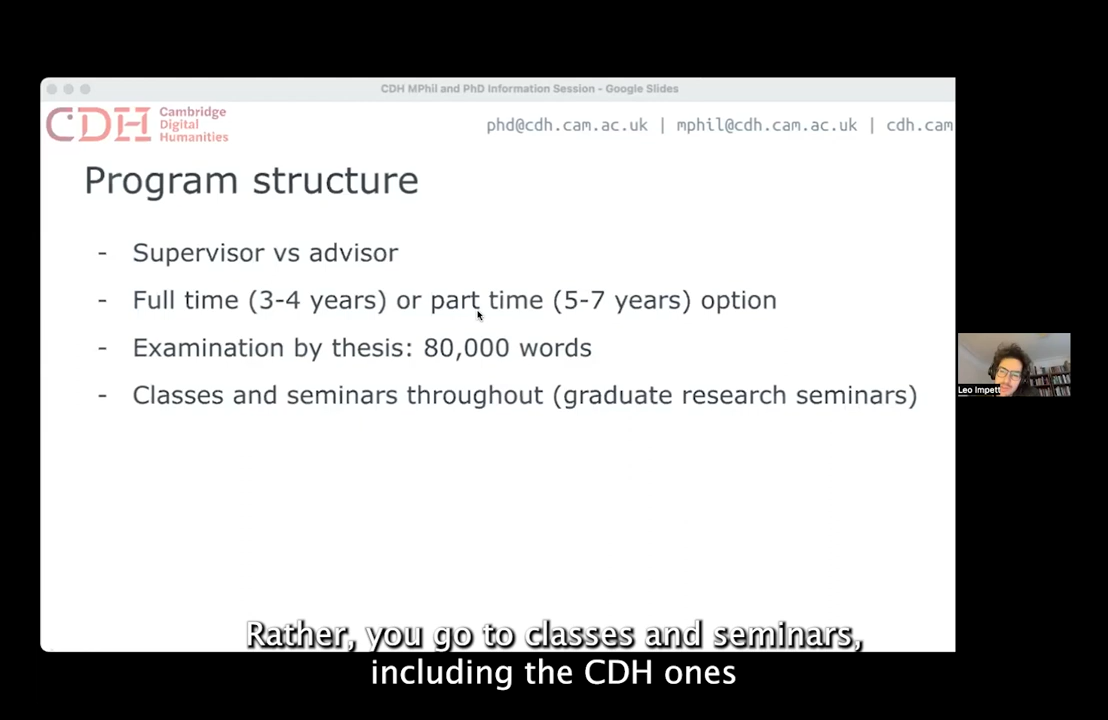 CDH MPhil and PhD Information Session - Google Slides
CDH Cambridge
Digital
Humanities
phd@cdh.cam.ac.uk | mphil@cdh.cam.ac.uk | cdh.cam
Program structure
- Supervisor vs advisor
- Full time (3-4 years) or part time (5-7 years) option
- Examination by thesis: 80,000 words
- Classes and seminars throughout (graduate research seminars)
Leo Impett
Rather, you go to classes and seminars,
including the CDH ones